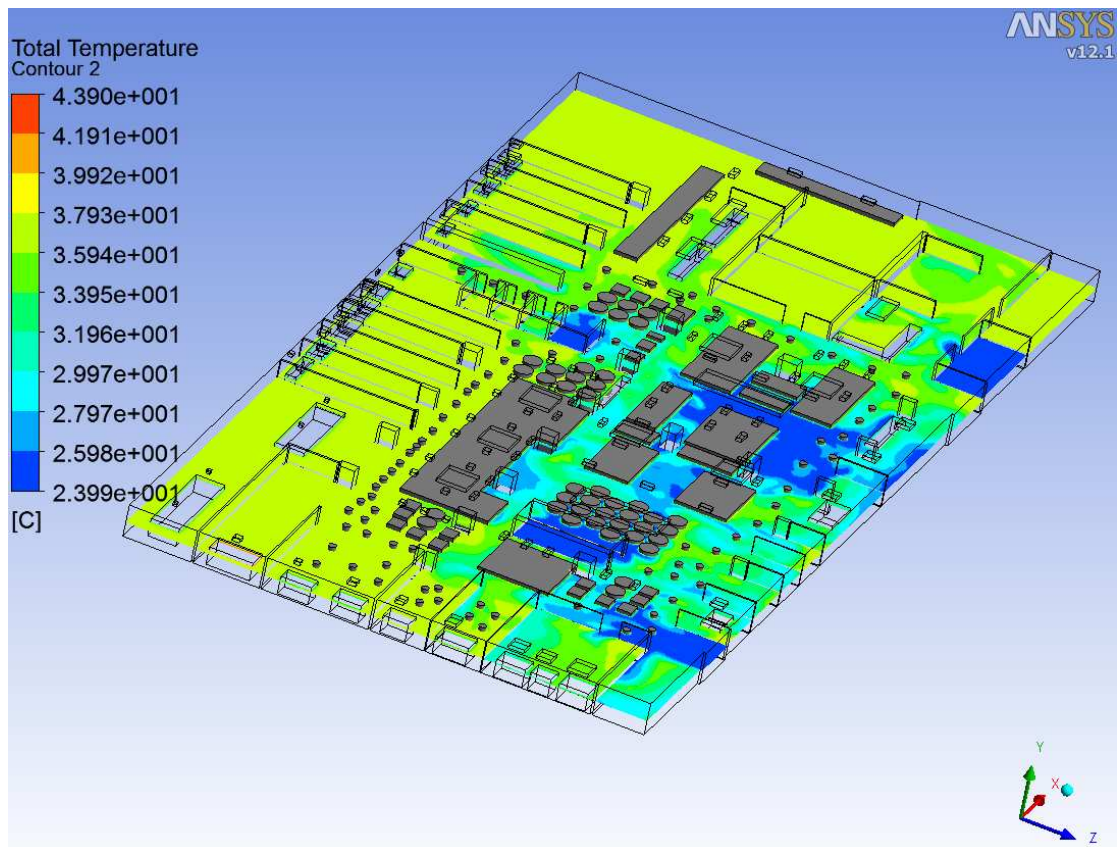 ANSYS
v12.1
Total Temperature
Contour 2
4.390e+001
4.191e+001
3.992e+001
3.793e+001
3.594e+001
3.395e+001
3.196e+001
2.997e+001
2.797e+001
2.598e+001
2.399e+001
[C]
Y
X
Z